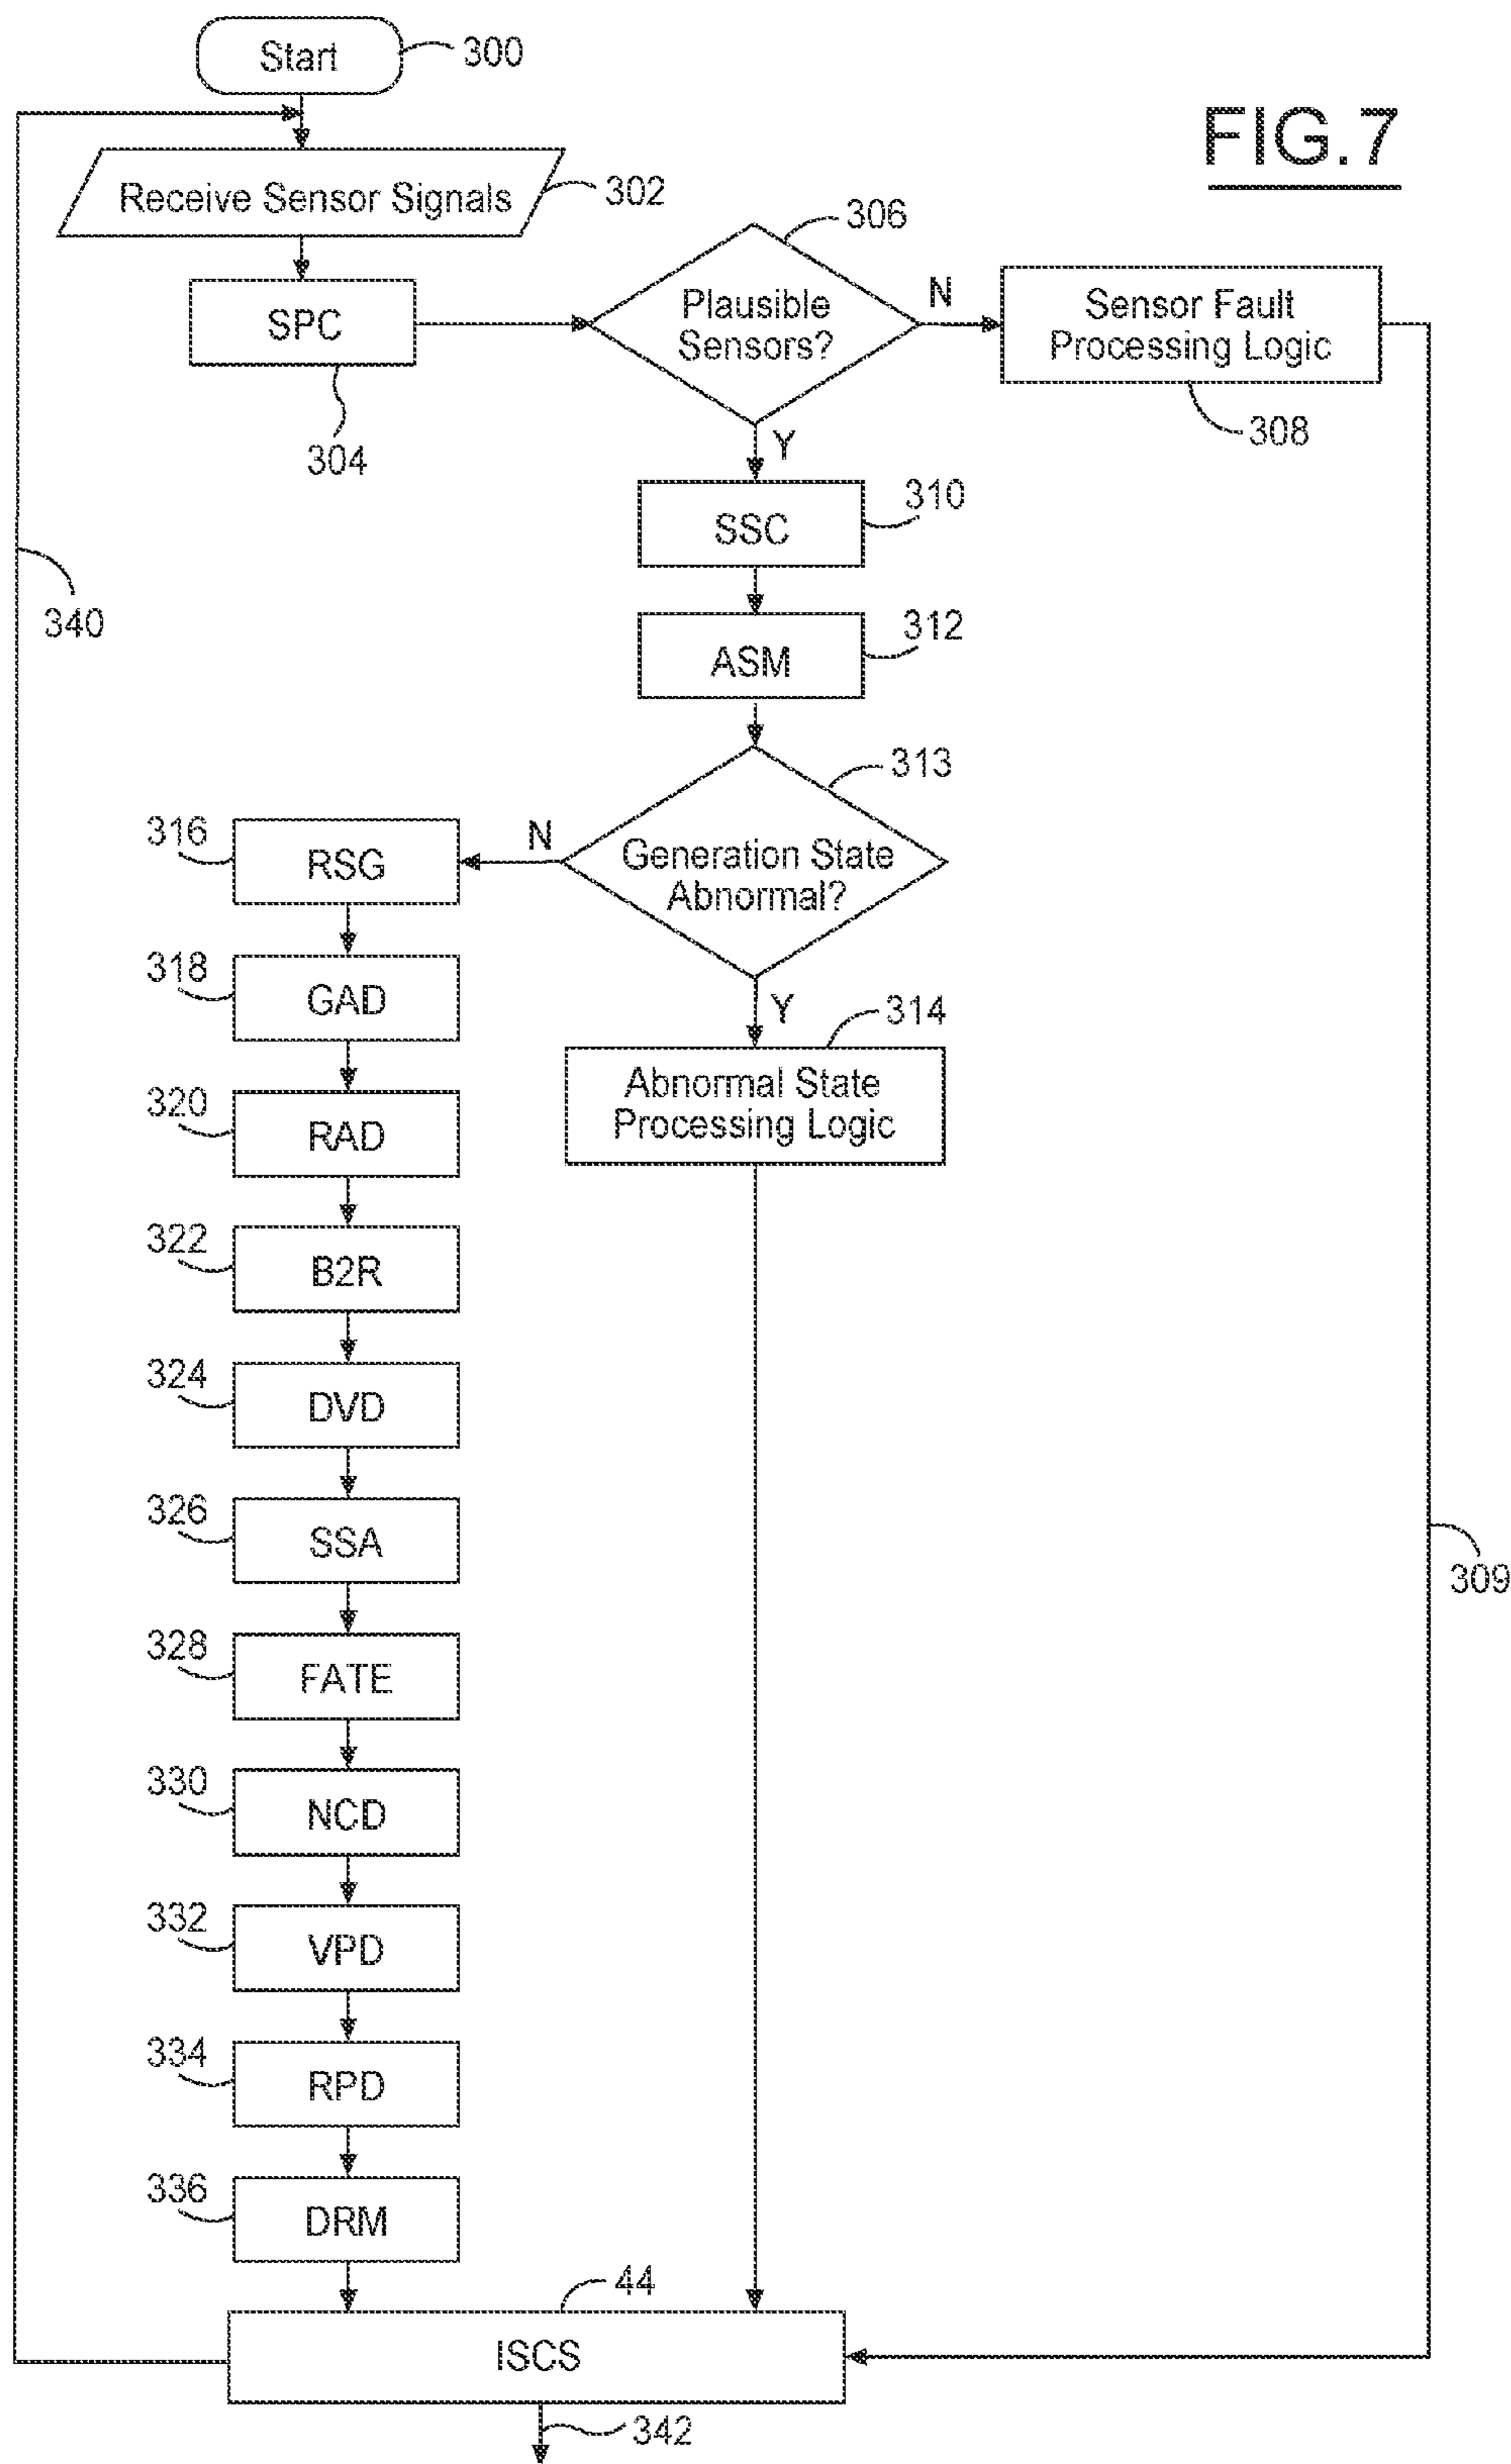 Start
300
FIG.7
Receive Sensor Signals
302
306
SPC
304
Plausible
Sensors?
N
Sensor Fault
Processing Logic
308
Y
310
SSC
340
312
ASM
313
316
RSG
N
Generation State
Abnormal?
318
GAD
Y
314
Abnormal State
Processing Logic
320
RAD
322
B2R
324
DVD
326
SSA
309
328
FATE
330
NCD
332
VPD
334
RPD
336
DRM
44
ISCS
342